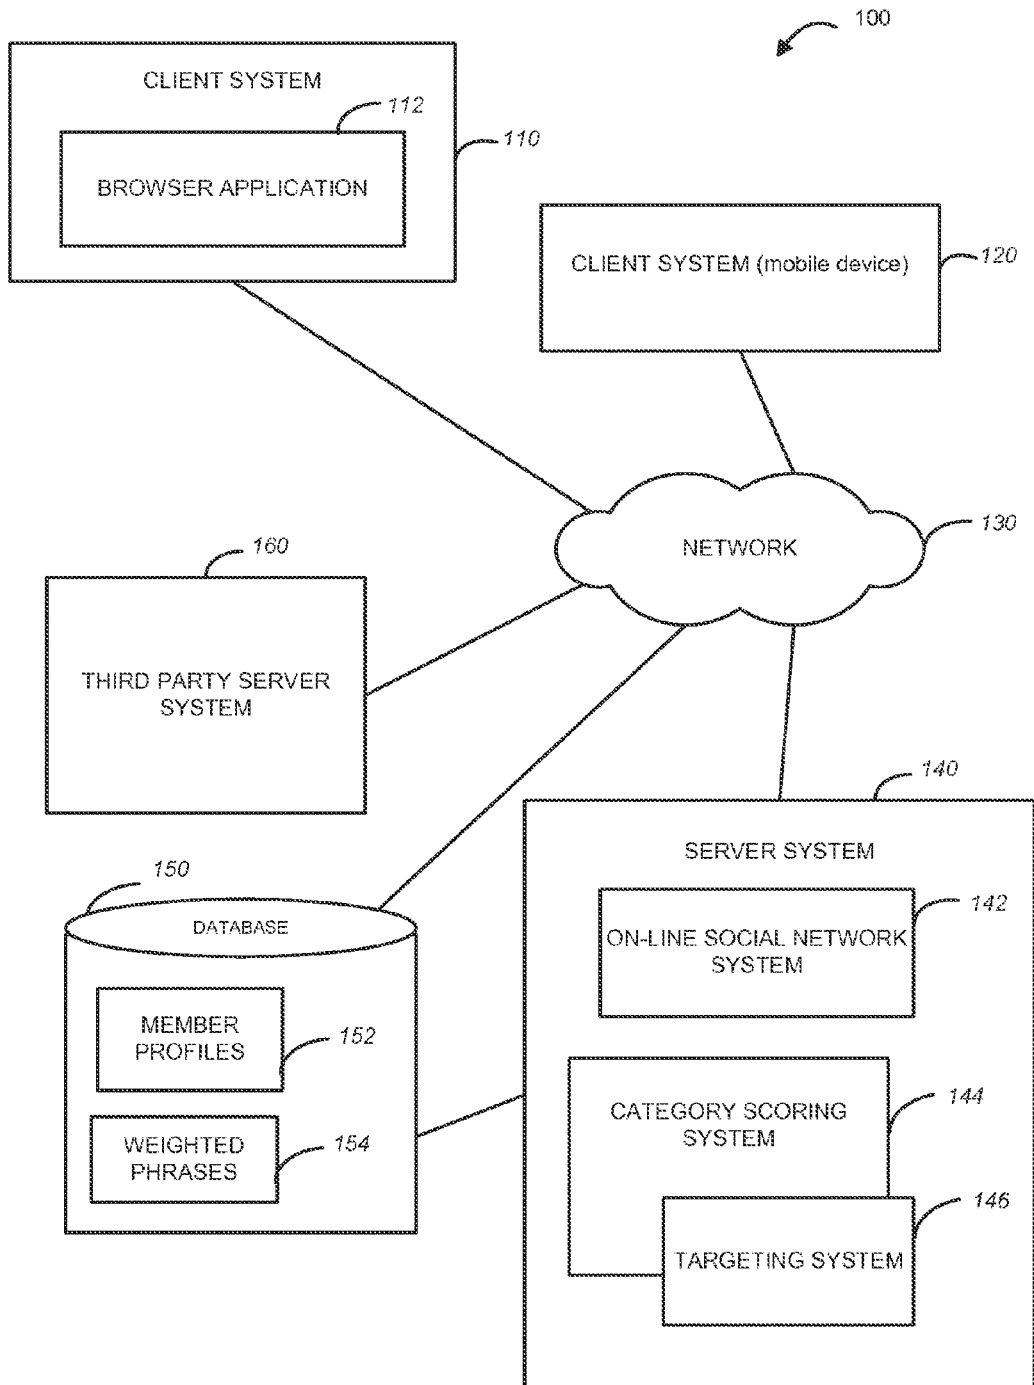 100
CLIENT SYSTEM
112
110
BROWSER APPLICATION
CLIENT SYSTEM (mobile device)
120
NETWORK
130
160
THIRD PARTY SERVER
SYSTEM
140
SERVER SYSTEM
150
DATABASE
142
ON-LINE SOCIAL NETWORK
SYSTEM
MEMBER
PROFILES
152
CATEGORY SCORING
SYSTEM
144
WEIGHTED
PHRASES
154
146
TARGETING SYSTEM